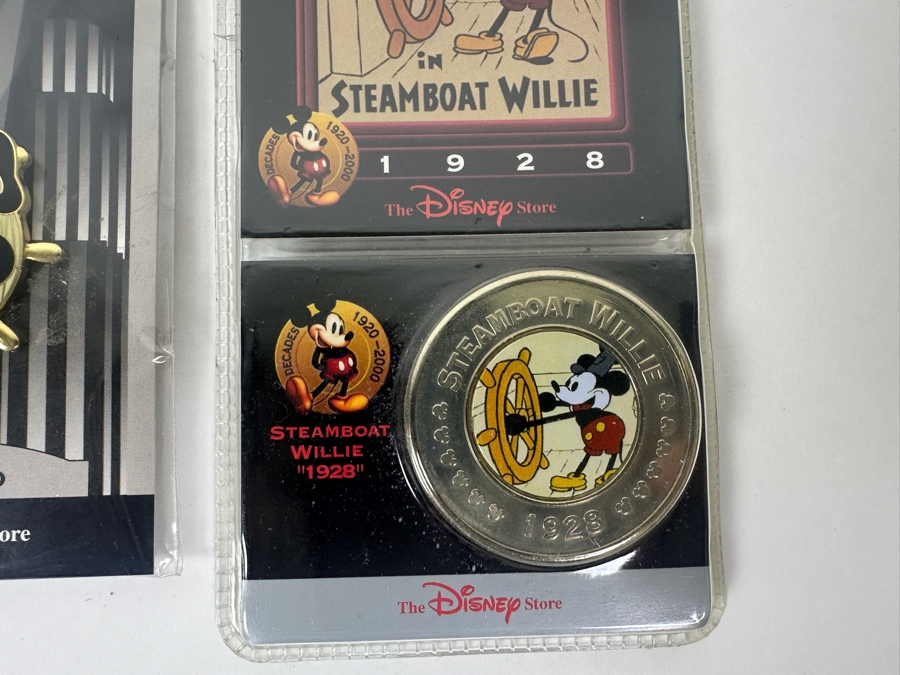 IN
STEAMBOAT WILLIE
DECADES 1920-2000
1 9 2 8
The DISNEY Store
DECADES 1920-2000
STEAMBOAT
WILLIE
"1928"
STEAMBOAT WILLIE
1928
The DISNEY Store
ore